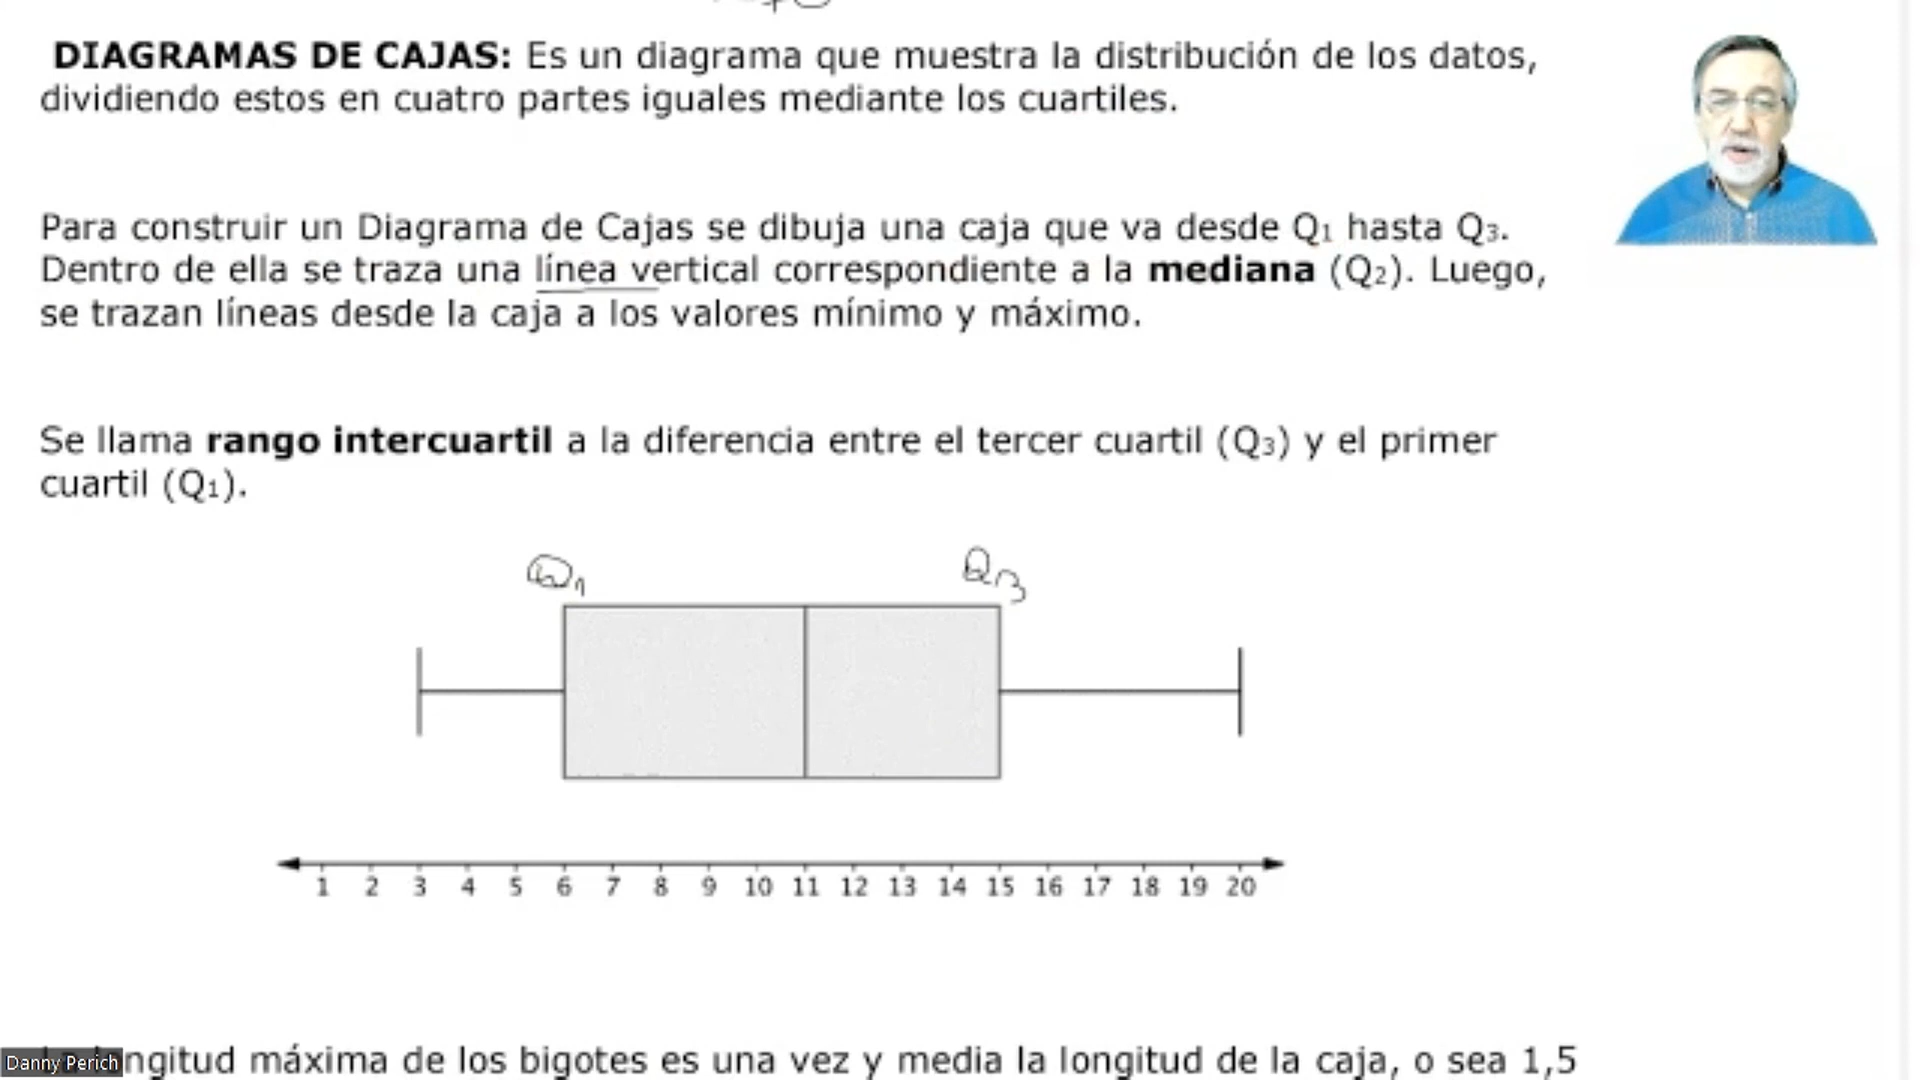 DIAGRAMAS DE CAJAS: Es un diagrama que muestra la distribución de los datos,
dividiendo estos en cuatro partes iguales mediante los cuartiles.
Para construir un Diagrama de Cajas se dibuja una caja que va desde Q1 hasta Q3.
Dentro de ella se traza una línea vertical correspondiente a la mediana (Q2). Luego,
se trazan líneas desde la caja a los valores mínimo y máximo.
Se llama rango intercuartil a la diferencia entre el tercer cuartil (Q3) y el primer
cuartil (Q1).
Q1 Q3
1 2 3 4 5 6 7 8 9 10 11 12 13 14 15 16 17 18 19 20
máxima de los bigotes es una vez y media la longitud de la caja, o sea 1,5
Danny Perich